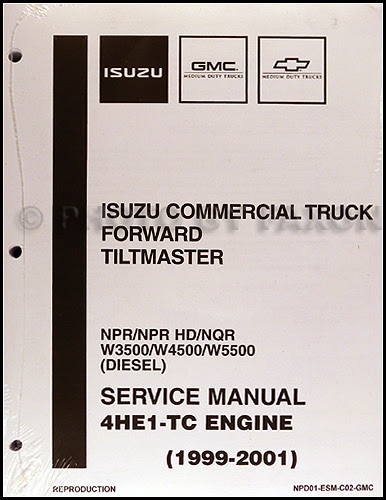 ISUZU
GMC
MEDIUM DUTY TRUCKS
MEDIUM DUTY TRUCKS
ISUZU COMMERCIAL TRUCK
FORWARD
TILTMASTER
NPR/NPR HD/NQR
W3500/W4500/W5500
(DIESEL)
SERVICE MANUAL
4HE1-TC ENGINE
(1999-2001)
REPRODUCTION
NPD01-ESM-C02-GMC